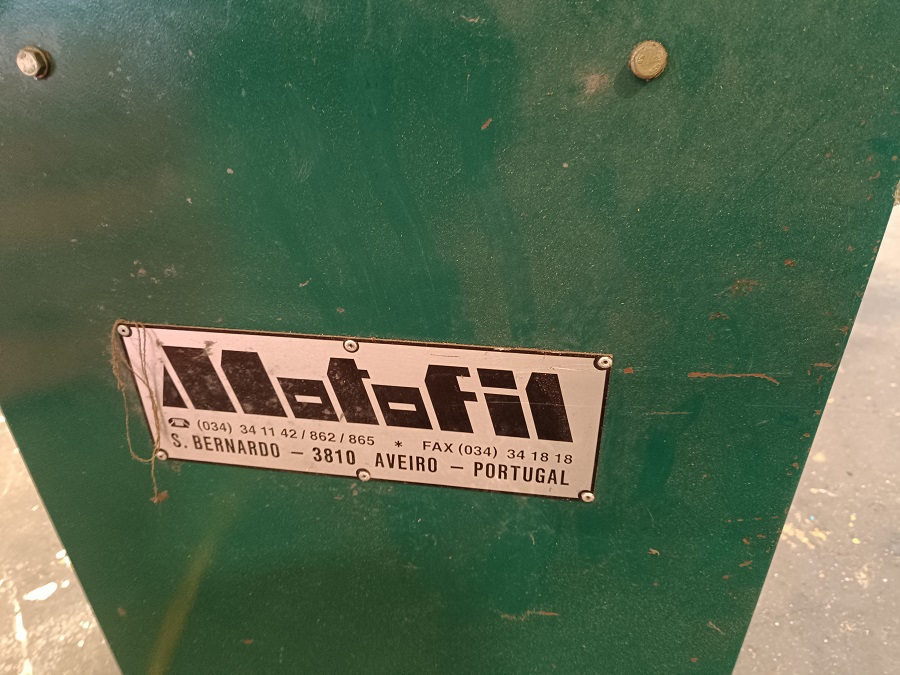 Motofil
☎ (034) 34 11 42 / 862 / 865 * FAX (034) 34 18 18
S. BERNARDO – 3810 AVEIRO – PORTUGAL